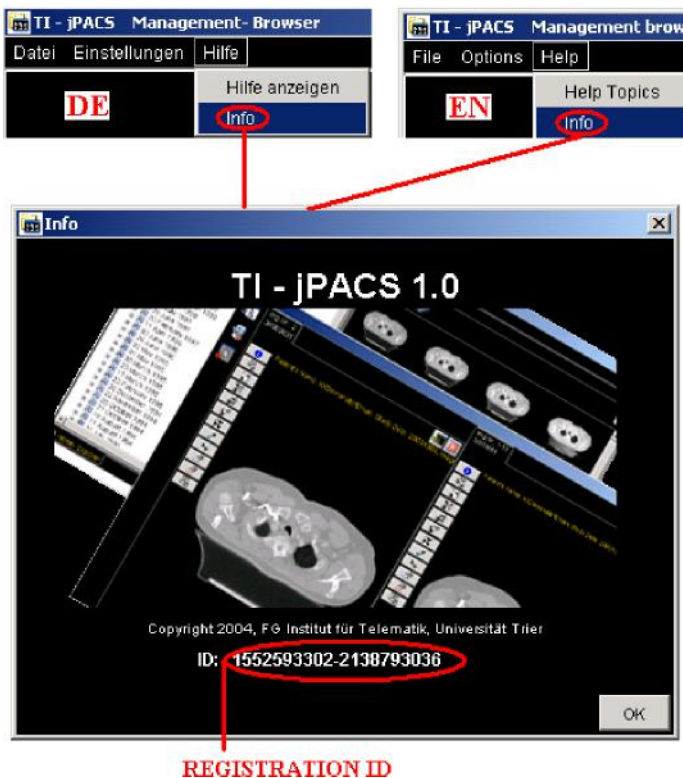 TI - jPACS Management- Browser
Datei Einstellungen Hilfe
Hilfe anzeigen
DE
Info
TI - jPACS Management brow
File Options Help
Help Topics
EN
Info
Info
TI - jPACS 1.0
Copyright 2004, FG Institut für Telematik, Universität Trier
ID: 1552593302-2138793036
OK
REGISTRATION ID